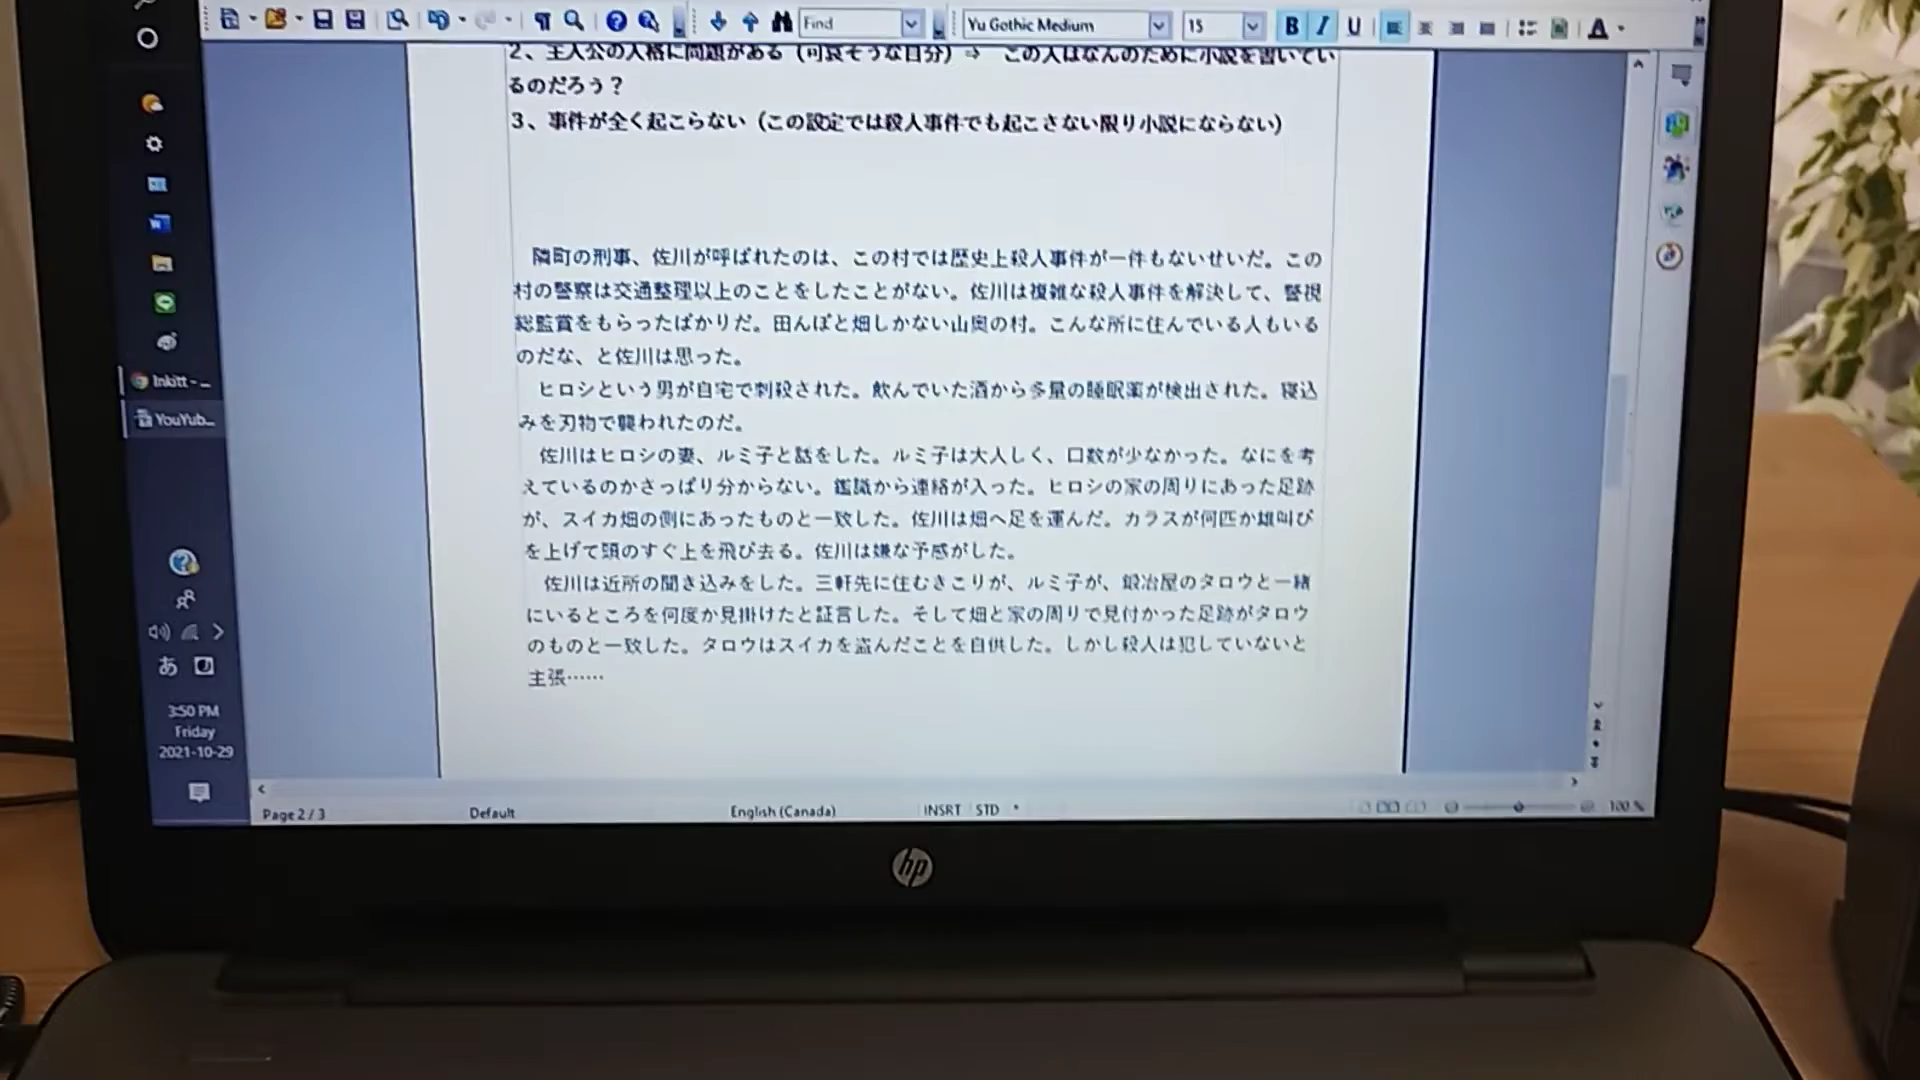 Find
Yu Gothic Medium
15
B I U
A
2、主人公の人格に問題がある（可哀そうな自分）⇒ この人はなんのために小説を書いてい
るのだろう？
3、事件が全く起こらない（この設定では殺人事件でも起こさない限り小説にならない）
隣町の刑事、佐川が呼ばれたのは、この村では歴史上殺人事件が一件もないせいだ。この
村の警察は交通整理以上のことをしたことがない。佐川は複雑な殺人事件を解決して、警視
総監賞をもらったばかりだ。田んぼと畑しかない山奥の村。こんな所に住んでいる人もいる
のだな、と佐川は思った。
ヒロシという男が自宅で刺殺された。飲んでいた酒から多量の睡眠薬が検出された。寝込
みを刃物で襲われたのだ。
佐川はヒロシの妻、ルミ子と話をした。ルミ子は大人しく、口数が少なかった。なにを考
えているのかさっぱり分からない。鑑識から連絡が入った。ヒロシの家の周りにあった足跡
が、スイカ畑の側にあったものと一致した。佐川は畑へ足を運んだ。カラスが何匹か雄叫び
を上げて頭のすぐ上を飛び去る。佐川は嫌な予感がした。
佐川は近所の聞き込みをした。三軒先に住むきこりが、ルミ子が、鍛冶屋のタロウと一緒
にいるところを何度か見掛けたと証言した。そして畑と家の周りで見付かった足跡がタロウ
のものと一致した。タロウはスイカを盗んだことを自供した。しかし殺人は犯していないと
主張……
Inkitt - ...
YouYub...
あ
3:50 PM
Friday
2021-10-29
Page 2 / 3
Default
English (Canada)
INSRT
STD
*
100 %
hp